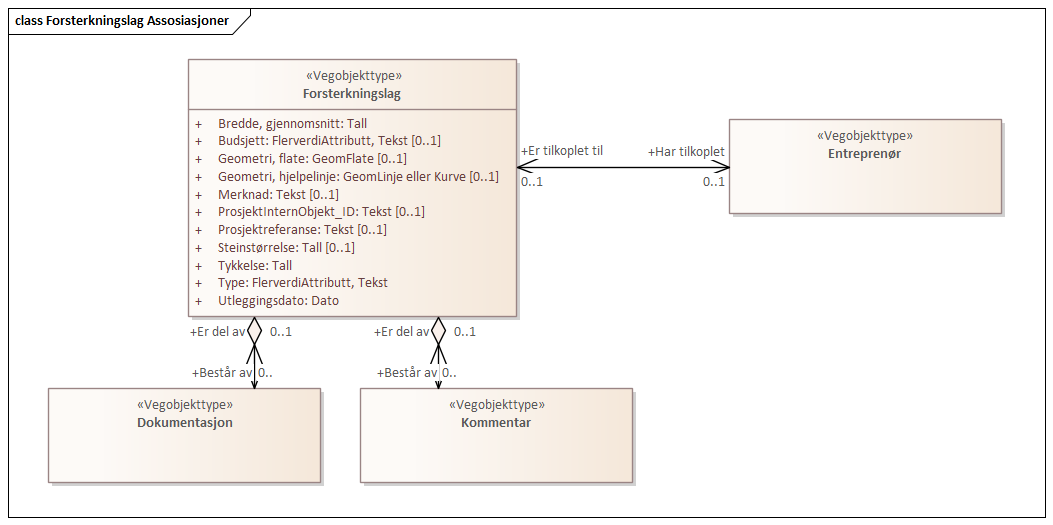 class Forsterkningslag Assosiasjoner
«Vegobjekttype»
Forsterkningslag
+ Bredde, gjennomsnitt: Tall
+ Budsjett: FlerverdiAttributt, Tekst [0..1]
+ Geometri, flate: GeomFlate [0..1]
+ Geometri, hjelpelinje: GeomLinje eller Kurve [0..1]
+ Merknad: Tekst [0..1]
+ ProsjektInternObjekt_ID: Tekst [0..1]
+ Prosjektreferanse: Tekst [0..1]
+ Steinstørrelse: Tall [0..1]
+ Tykkelse: Tall
+ Type: FlerverdiAttributt, Tekst
+ Utleggingsdato: Dato
+Er tilkoplet til
0..1
+Har tilkoplet
0..1
«Vegobjekttype»
Entreprenør
+Er del av 0..1
+Er del av 0..1
+Består av 0..
+Består av 0..
«Vegobjekttype»
Dokumentasjon
«Vegobjekttype»
Kommentar